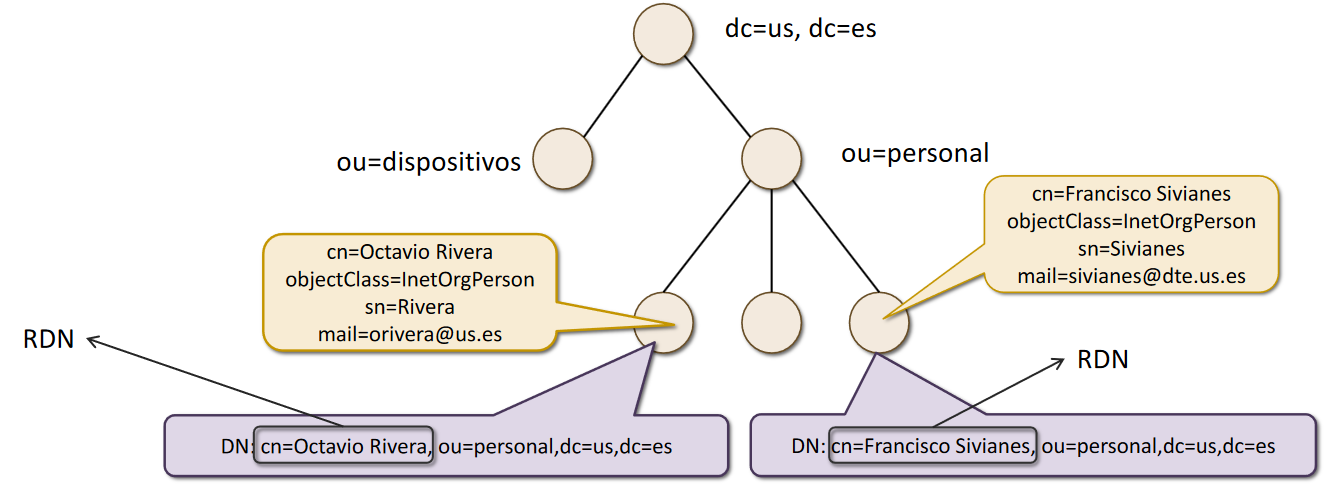 dc=us, dc=es
ou=dispositivos
ou=personal
cn=Francisco Sivianes
objectClass=InetOrgPerson
sn=Sivianes
mail=sivianes@dte.us.es
cn=Octavio Rivera
objectClass=InetOrgPerson
sn=Rivera
mail=orivera@us.es
RDN
RDN
DN: cn=Octavio Rivera, ou=personal,dc=us,dc=es
DN: cn=Francisco Sivianes, ou=personal,dc=us,dc=es